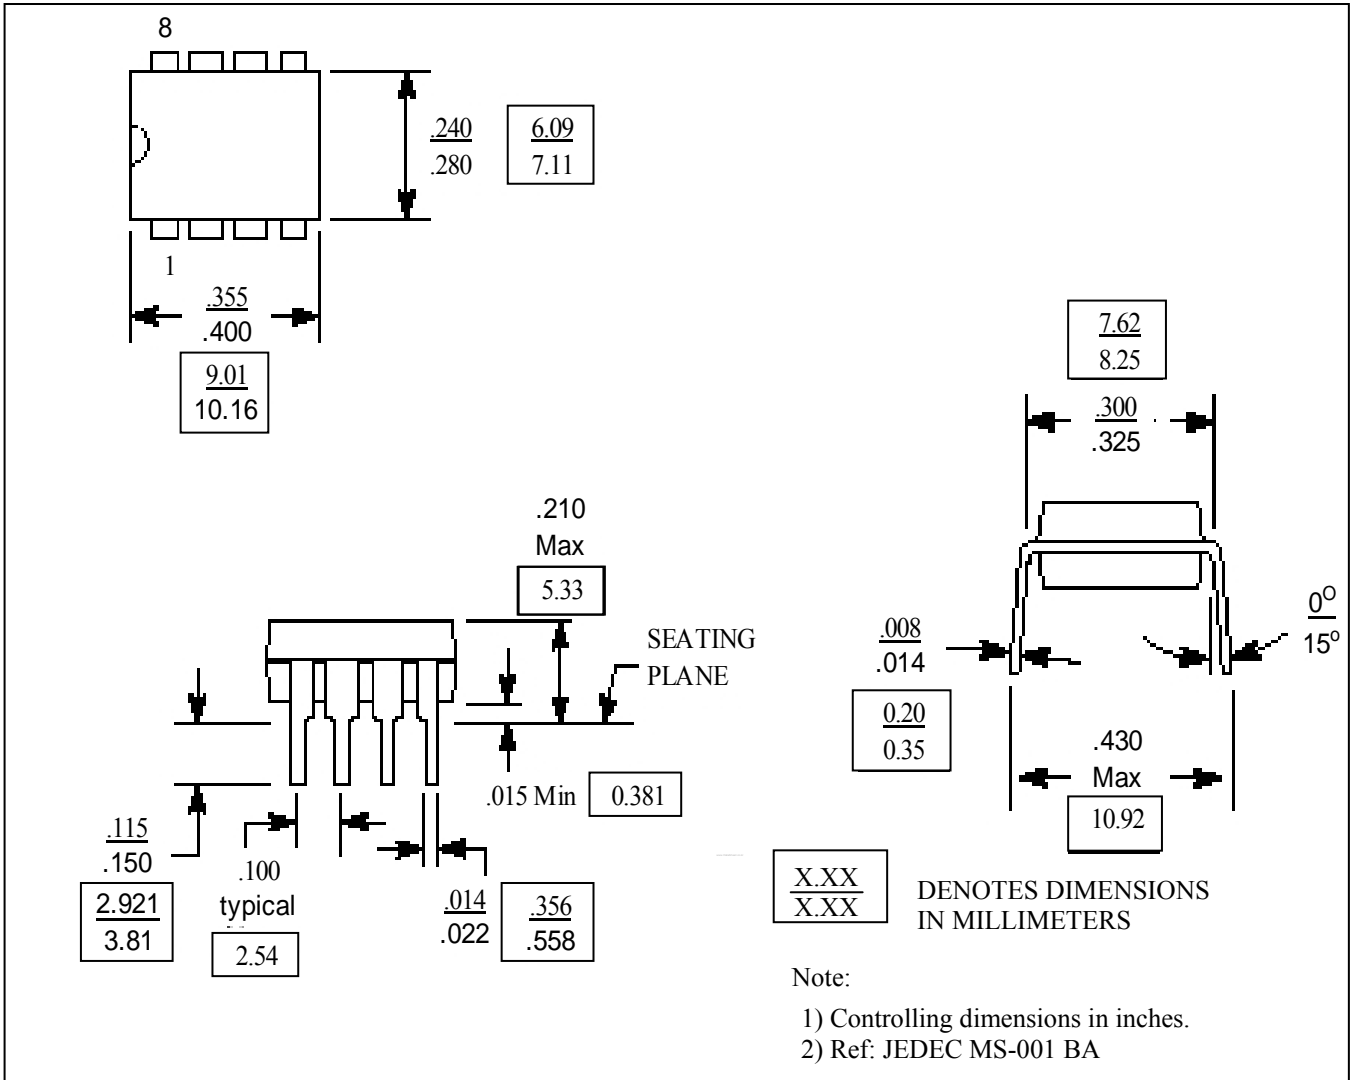 8
.240
.280
6.09
7.11
1
.355
.400
9.01
10.16
7.62
8.25
.300
.325
.210
Max
5.33
SEATING
PLANE
.008
.014
0.20
0.35
0°
15°
.430
Max
10.92
.015 Min
0.381
.115
.150
2.921
3.81
.100
typical
2.54
.014
.022
.356
.558
X.XX
X.XX
DENOTES DIMENSIONS
IN MILLIMETERS
Note:
1) Controlling dimensions in inches.
2) Ref: JEDEC MS-001 BA